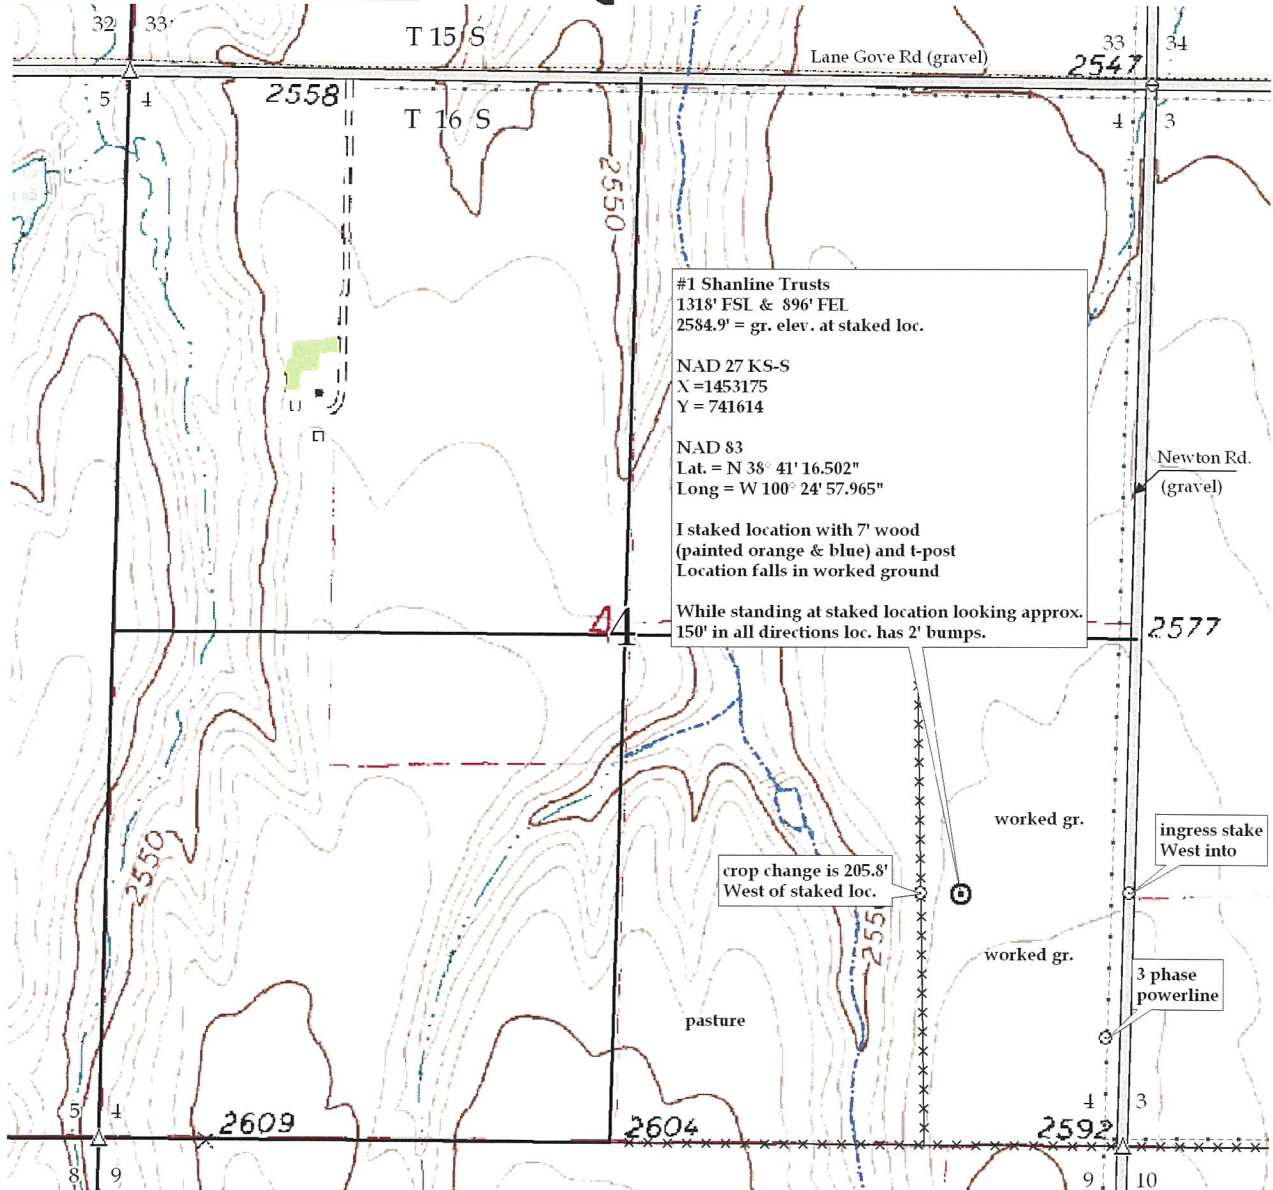 32 33
T 15 S
33 34
Lane Gove Rd (gravel)
2547
5 4
2558
T 16 S
4 3
2550
#1 Shanline Trusts
1318' FSL & 896' FEL
2584.9' = gr. elev. at staked loc.
NAD 27 KS-S
X =1453175
Y = 741614
NAD 83
Lat. = N 38° 41' 16.502"
Long = W 100° 24' 57.965"
I staked location with 7' wood
(painted orange & blue) and t-post
Location falls in worked ground
While standing at staked location looking approx.
150' in all directions loc. has 2' bumps.
Newton Rd.
(gravel)
4
4
2577
worked gr.
ingress stake
West into
crop change is 205.8'
West of staked loc.
2550
255
worked gr.
3 phase
powerline
pasture
5 4
4 3
2609
2604
2592
8 9
9 10